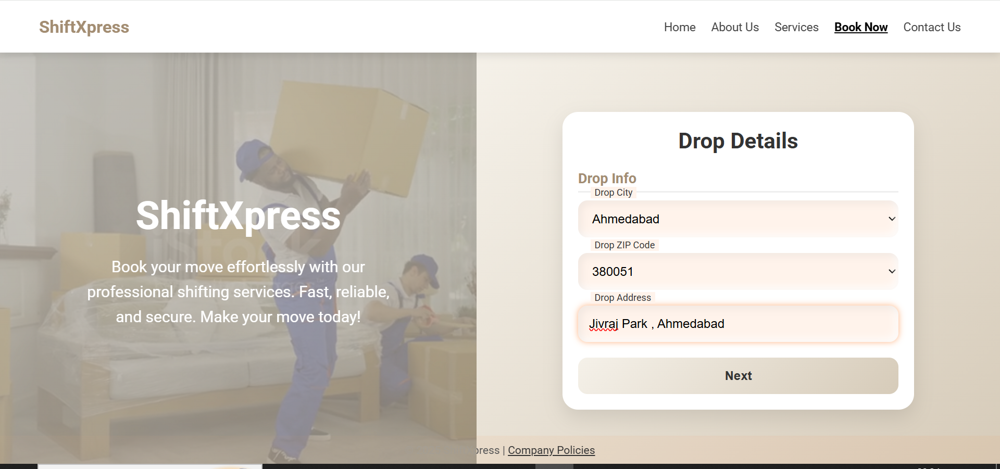 ShiftXpress
Home About Us Services Book Now Contact Us
ShiftXpress
Book your move effortlessly with our
professional shifting services. Fast, reliable,
and secure. Make your move today!
Drop Details
Drop Info
Drop City
Ahmedabad
Drop ZIP Code
380051
Drop Address
Jivraj Park , Ahmedabad
Next
press | Company Policies